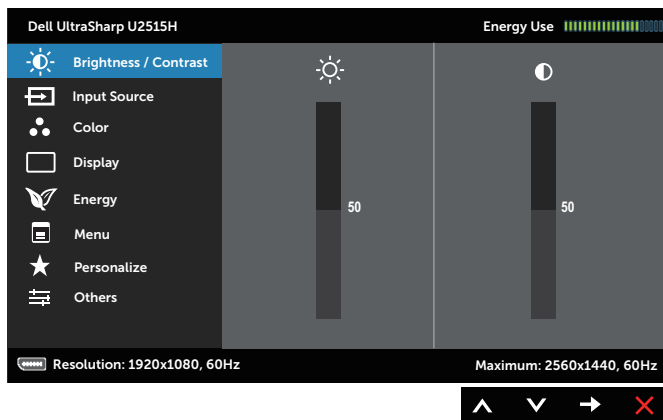 Dell UltraSharp U2515H
Energy Use
Brightness / Contrast
Input Source
Color
Display
Energy
Menu
Personalize
Others
50
50
Resolution: 1920x1080, 60Hz
Maximum: 2560x1440, 60Hz